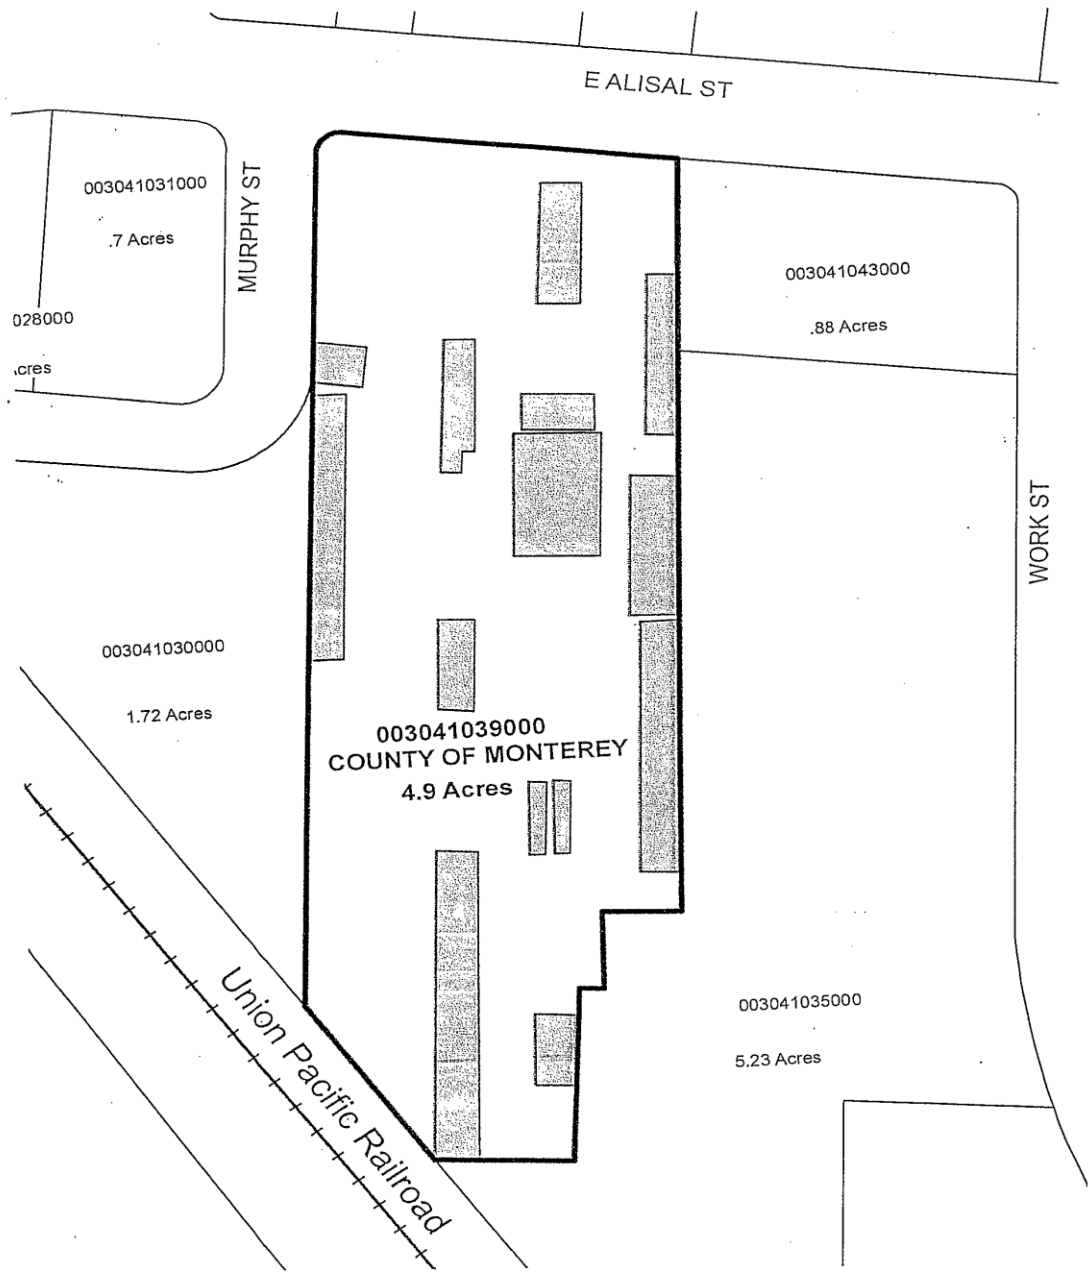 E ALISAL ST
003041031000
.7 Acres
MURPHY ST
003041043000
.88 Acres
028000
cres
WORK ST
003041030000
1.72 Acres
003041039000
COUNTY OF MONTEREY
4.9 Acres
Union Pacific Railroad
003041035000
5.23 Acres